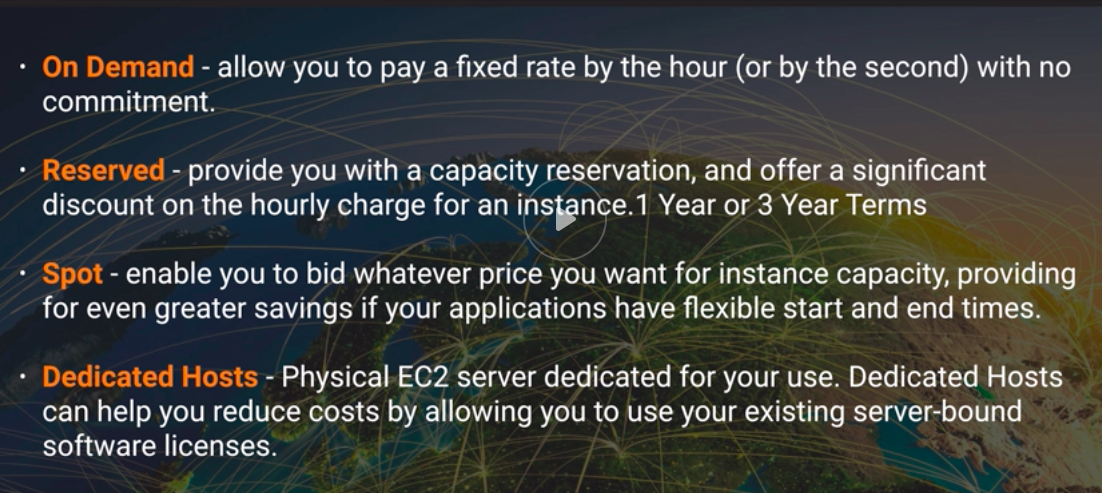 · On Demand - allow you to pay a fixed rate by the hour (or by the second) with no
commitment.
· Reserved - provide you with a capacity reservation, and offer a significant
discount on the hourly charge for an instance.1 Year or 3 Year Terms
· Spot - enable you to bid whatever price you want for instance capacity, providing
for even greater savings if your applications have flexible start and end times.
· Dedicated Hosts - Physical EC2 server dedicated for your use. Dedicated Hosts
can help you reduce costs by allowing you to use your existing server-bound
software licenses.